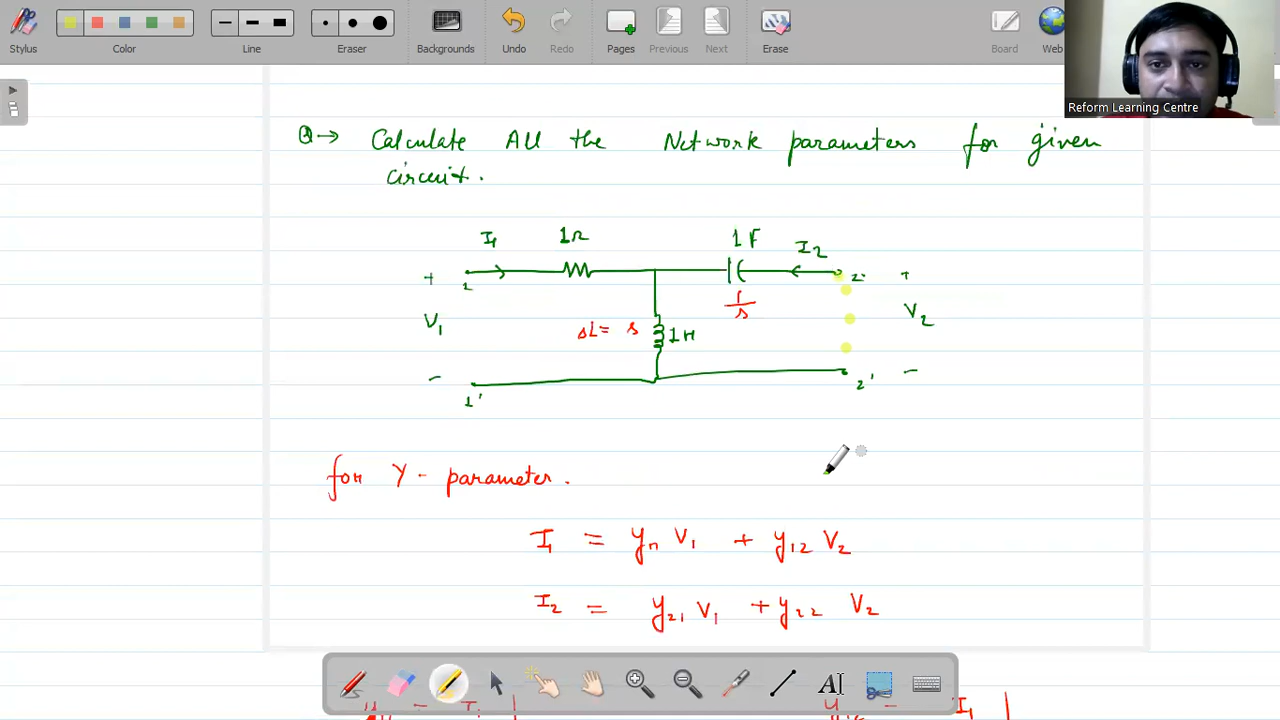 Stylus
Color
Line
Eraser
Backgrounds
Undo
Redo
Pages
Previous
Next
Erase
Board
Web
Reform Learning Centre
Q→ Calculate All the Network parameters for given
circuit.
I1 1Ω 1F I2
+ 1 2 +
V1 sL= s 1H 1/s V2
- 1' 2' -
for Y - parameter.
I1 = y11 V1 + y12 V2
I2 = y21 V1 + y22 V2